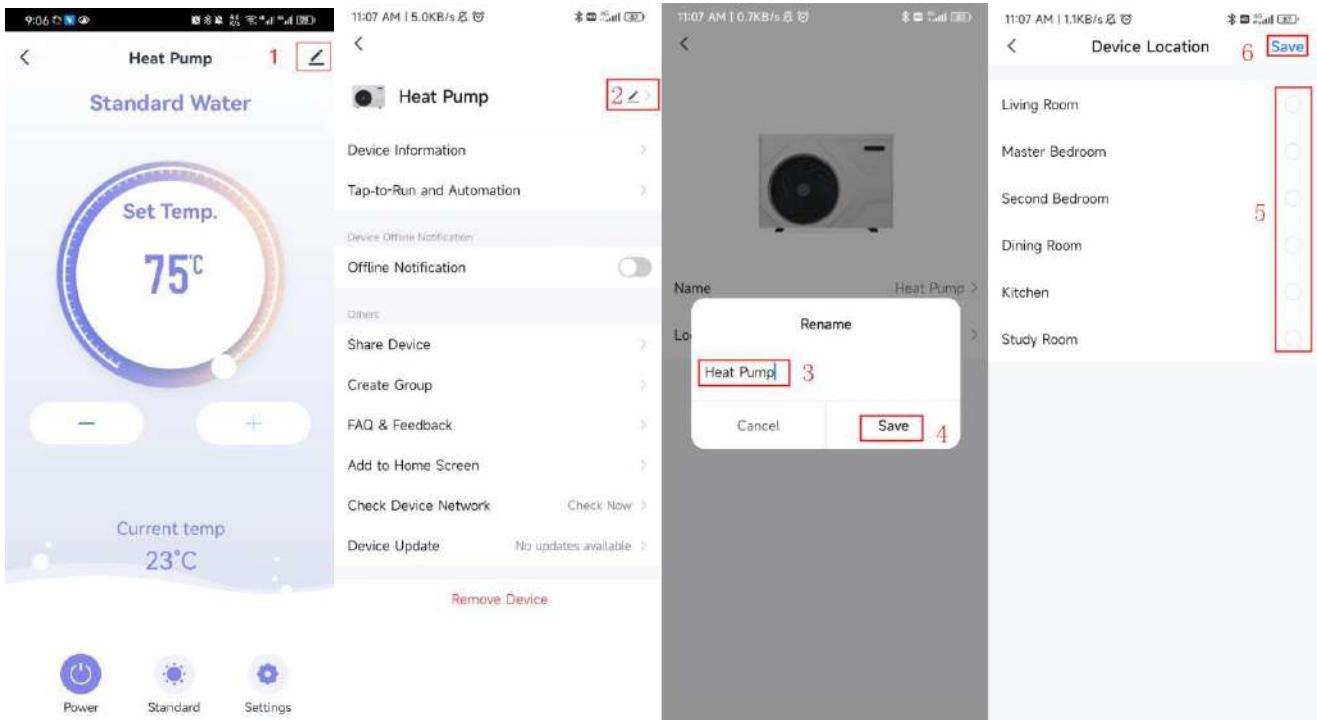 9:06
Heat Pump
1
Standard Water
Set Temp.
75°C
−
+
Current temp
23°C
Power
Standard
Settings
11:07 AM | 5.0KB/s
Heat Pump
2
Device Information
Tap-to-Run and Automation
Device Offline Notification
Offline Notification
Others
Share Device
Create Group
FAQ & Feedback
Add to Home Screen
Check Device Network Check Now
Device Update No updates available
Remove Device
11:07 AM | 0.7KB/s
Name Heat Pump
Lo
Rename
Heat Pump 3
Cancel Save 4
11:07 AM | 1.1KB/s
Device Location 6 Save
Living Room
Master Bedroom
Second Bedroom
5
Dining Room
Kitchen
Study Room